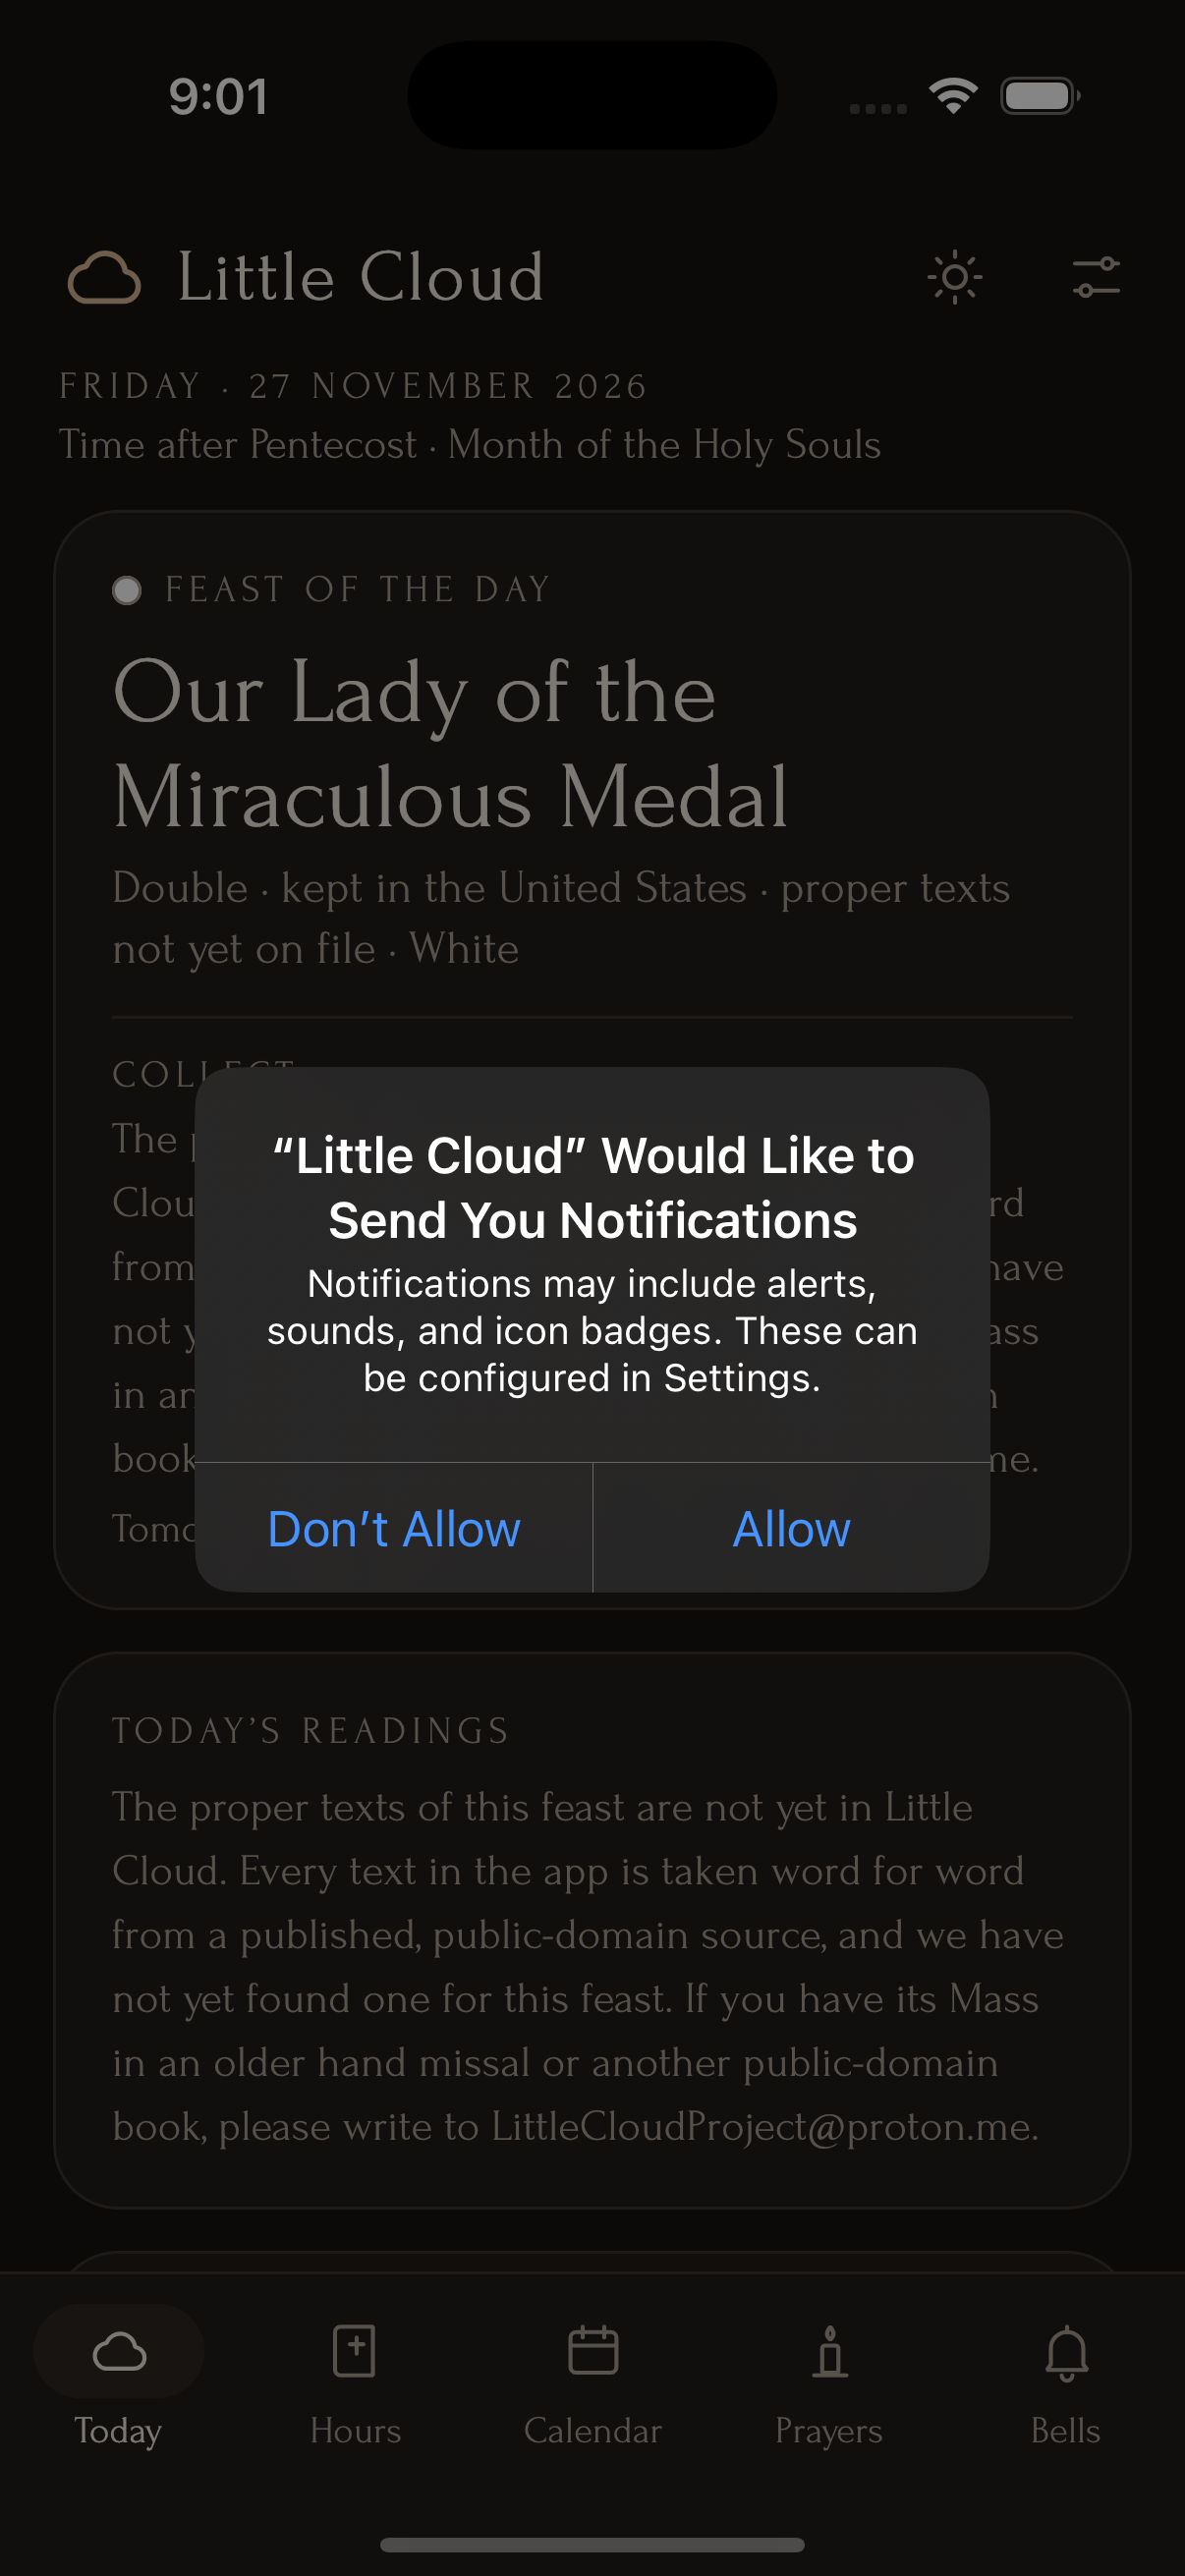 9:01
Little Cloud
FRIDAY · 27 NOVEMBER 2026
Time after Pentecost · Month of the Holy Souls
FEAST OF THE DAY
Our Lady of the
Miraculous Medal
Double · kept in the United States · proper texts
not yet on file · White
The
from
not
in
“Little Cloud” Would Like to
Send You Notifications
Notifications may include alerts,
sounds, and icon badges. These can
be configured in Settings.
Don’t Allow
Allow
TODAY’S READINGS
The proper texts of this feast are not yet in Little
Cloud. Every text in the app is taken word for word
from a published, public-domain source, and we have
not yet found one for this feast. If you have its Mass
in an older hand missal or another public-domain
book, please write to LittleCloudProject@proton.me.
Today
Hours
Calendar
Prayers
Bells